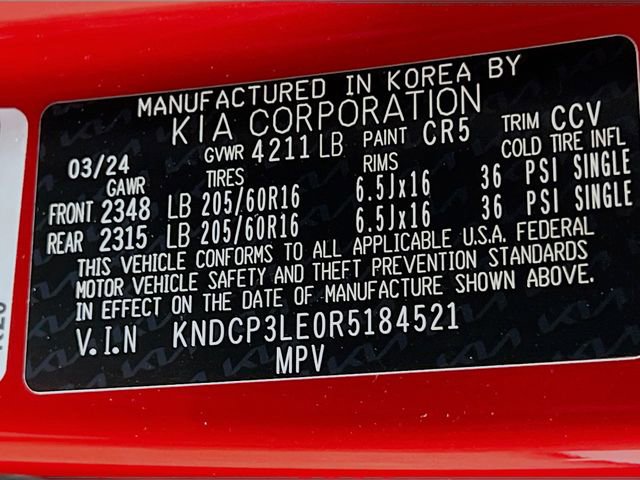 MANUFACTURED IN KOREA BY
KIA CORPORATION
03/24 GVWR 4211 LB PAINT CR5 TRIM CCV
GAWR TIRES RIMS COLD TIRE INFL
FRONT 2348 LB 205/60R16 6.5Jx16 36 PSI SINGLE
REAR 2315 LB 205/60R16 6.5Jx16 36 PSI SINGLE
THIS VEHICLE CONFORMS TO ALL APPLICABLE U.S.A. FEDERAL
MOTOR VEHICLE SAFETY AND THEFT PREVENTION STANDARDS
IN EFFECT ON THE DATE OF MANUFACTURE SHOWN ABOVE.
V.I.N KNDCP3LE0R5184521
MPV